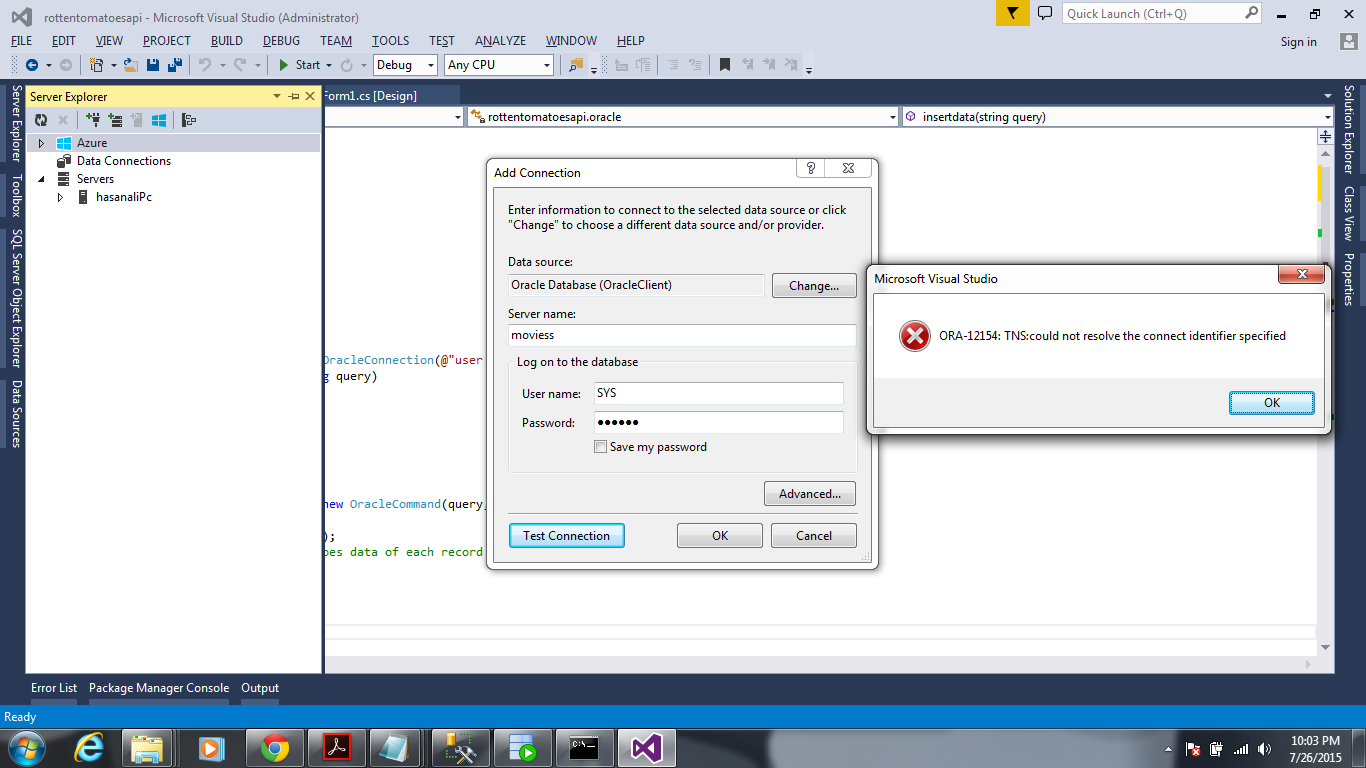 rottentomatoesapi - Microsoft Visual Studio (Administrator)
Quick Launch (Ctrl+Q)
FILE EDIT VIEW PROJECT BUILD DEBUG TEAM TOOLS TEST ANALYZE WINDOW HELP
Sign in
Start Debug Any CPU
Server Explorer
Toolbox
SQL Server Object Explorer
Data Sources
Server Explorer
Azure
Data Connections
Servers
hasanaliPc
Form1.cs [Design]
rottentomatoesapi.oracle
insertdata(string query)
OracleConnection(@"user
g query)
new OracleCommand(query,
);
oes data of each record
Add Connection
Enter information to connect to the selected data source or click
"Change" to choose a different data source and/or provider.
Data source:
Oracle Database (OracleClient)
Change...
Server name:
moviess
Log on to the database
User name: SYS
Password: ●●●●●●
Save my password
Advanced...
Test Connection OK Cancel
Microsoft Visual Studio
ORA-12154: TNS:could not resolve the connect identifier specified
OK
Solution Explorer
Class View
Properties
Error List Package Manager Console Output
Ready
10:03 PM
7/26/2015